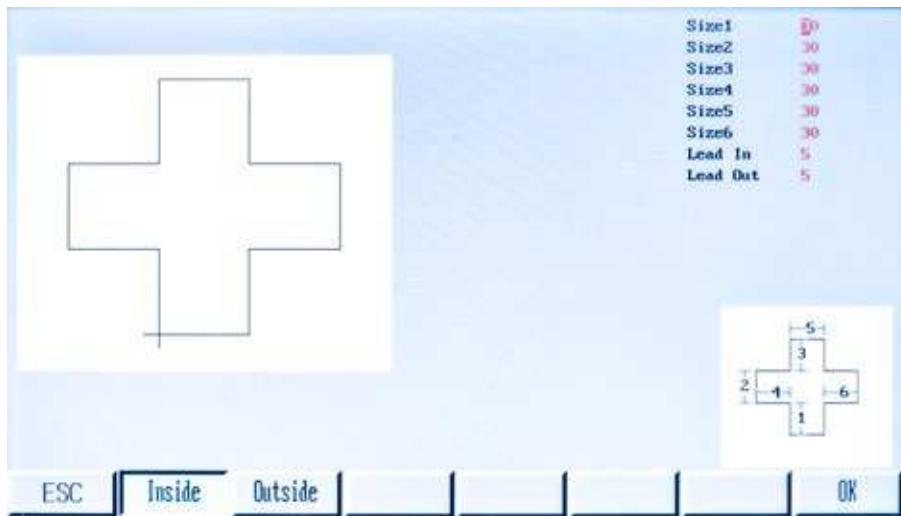 Size1
Size2 30
Size3 30
Size4 30
Size5 30
Size6 30
Lead In 5
Lead Out 5
5
3
2
4 6
1
ESC Inside Outside OK